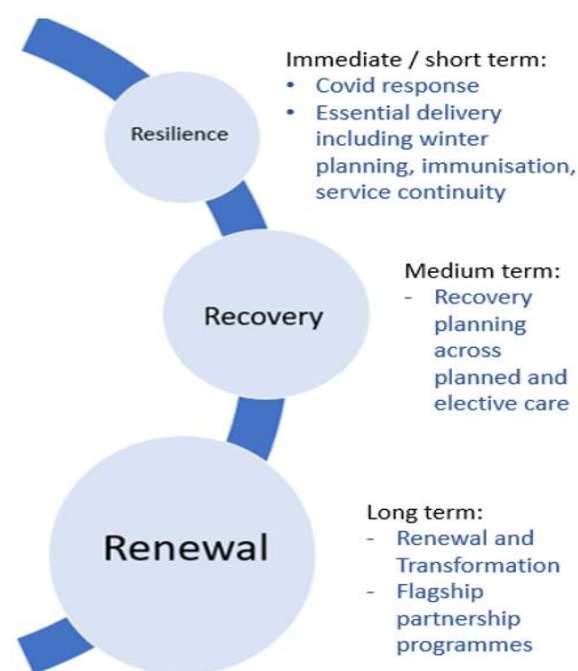 Resilience
Immediate / short term:
• Covid response
• Essential delivery
including winter
planning, immunisation,
service continuity
Recovery
Medium term:
- Recovery
planning
across
planned and
elective care
Renewal
Long term:
- Renewal and
Transformation
- Flagship
partnership
programmes